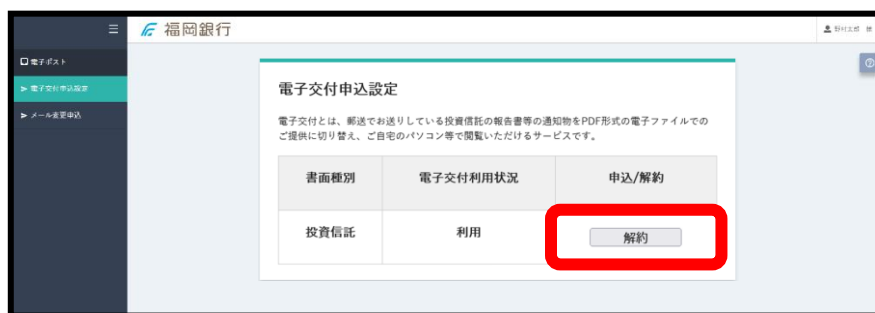 福岡銀行
野村太郎 様
電子ポスト
電子交付申込設定
メール変更申込
電子交付申込設定
電子交付とは、郵送でお送りしている投資信託の報告書等の通知物をPDF形式の電子ファイルでの
ご提供に切り替え、ご自宅のパソコン等で閲覧いただけるサービスです。
書面種別 電子交付利用状況 申込/解約
投資信託 利用 解約